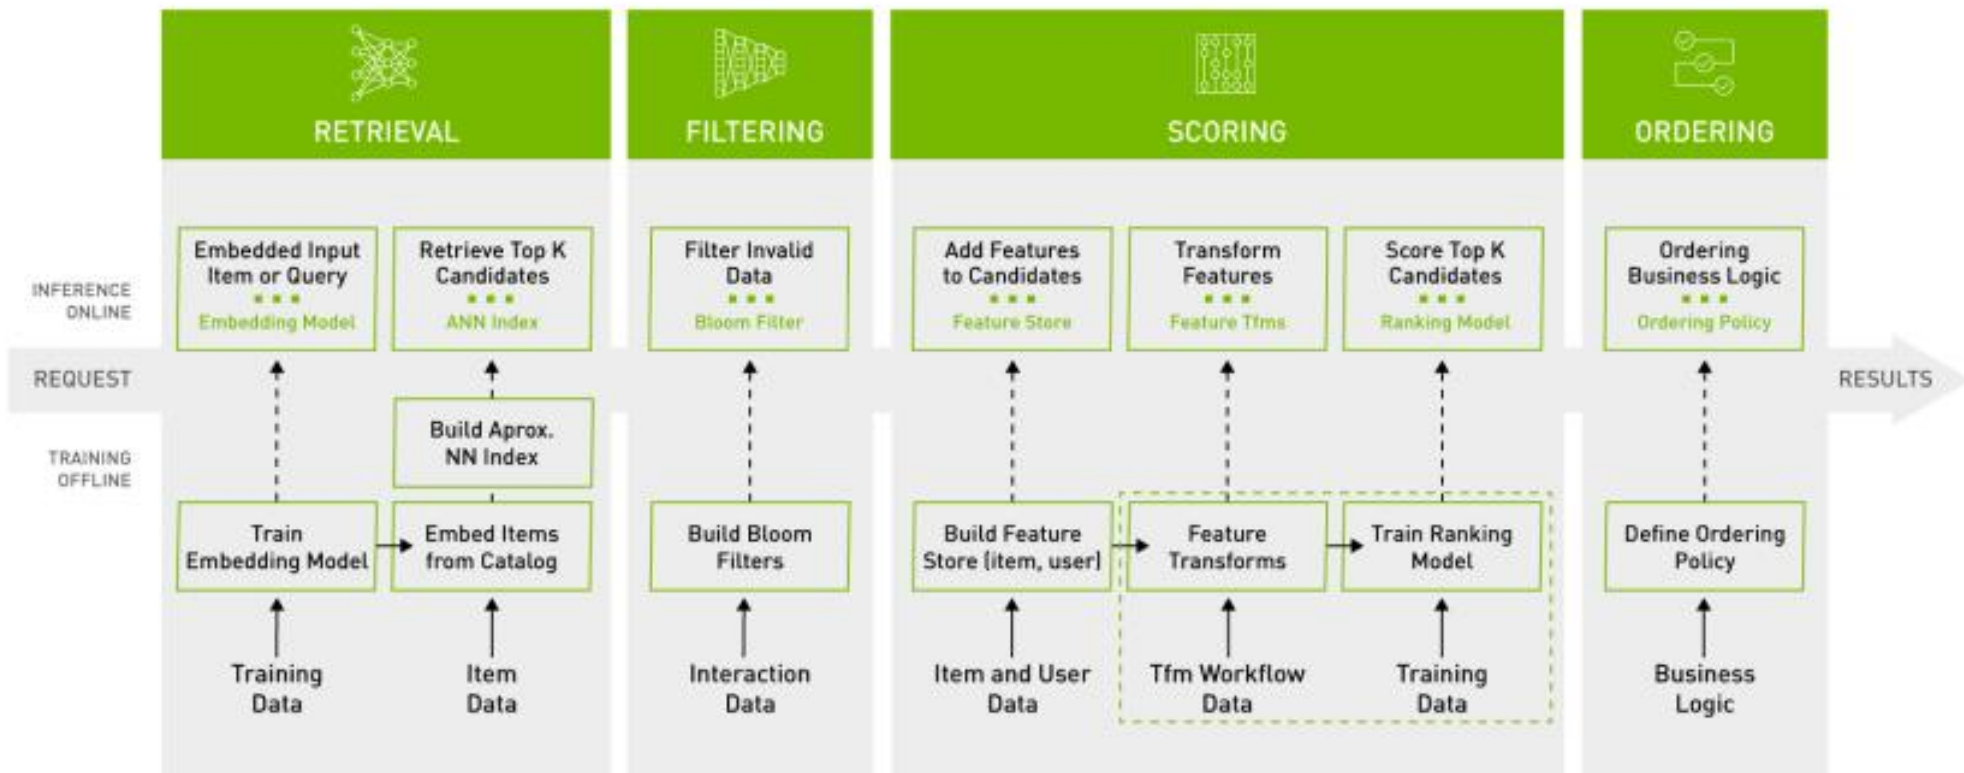 RETRIEVAL
FILTERING
SCORING
ORDERING
INFERENCE
ONLINE
Embedded Input
Item or Query
Embedding Model
Retrieve Top K
Candidates
ANN Index
Filter Invalid
Data
Bloom Filter
Add Features
to Candidates
Feature Store
Transform
Features
Feature Tfms
Score Top K
Candidates
Ranking Model
Ordering
Business Logic
Ordering Policy
REQUEST
RESULTS
TRAINING
OFFLINE
Build Aprox.
NN Index
Train
Embedding Model
Embed Items
from Catalog
Build Bloom
Filters
Build Feature
Store (item, user)
Feature
Transforms
Train Ranking
Model
Define Ordering
Policy
Training
Data
Item
Data
Interaction
Data
Item and User
Data
Tfm Workflow
Data
Training
Data
Business
Logic